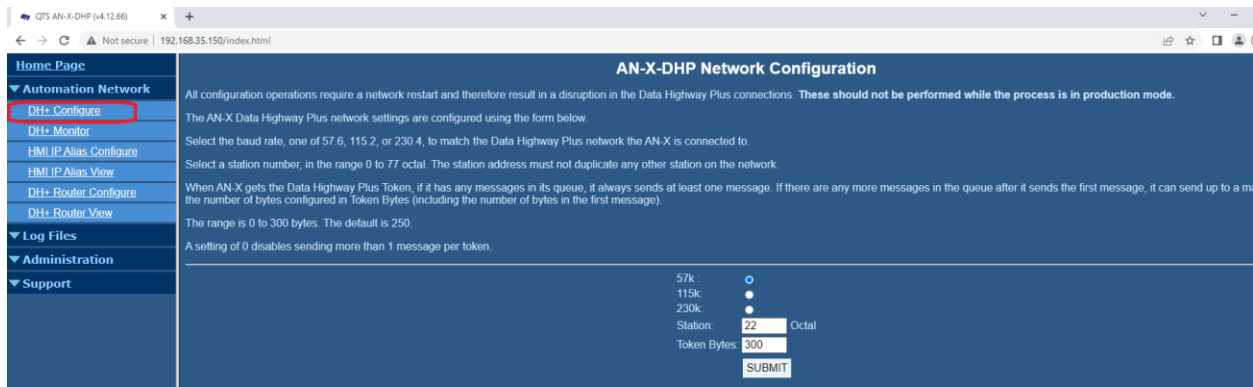 QTS AN-X-DHP (v4.12.66)
Not secure | 192.168.35.150/index.html
Home Page
Automation Network
DH+ Configure
DH+ Monitor
HMI IP Alias Configure
HMI IP Alias View
DH+ Router Configure
DH+ Router View
Log Files
Administration
Support
AN-X-DHP Network Configuration
All configuration operations require a network restart and therefore result in a disruption in the Data Highway Plus connections. These should not be performed while the process is in production mode.
The AN-X Data Highway Plus network settings are configured using the form below.
Select the baud rate, one of 57.6, 115.2, or 230.4, to match the Data Highway Plus network the AN-X is connected to.
Select a station number, in the range 0 to 77 octal. The station address must not duplicate any other station on the network.
When AN-X gets the Data Highway Plus Token, if it has any messages in its queue, it always sends at least one message. If there are any more messages in the queue after it sends the first message, it can send up to a ma
the number of bytes configured in Token Bytes (including the number of bytes in the first message).
The range is 0 to 300 bytes. The default is 250.
A setting of 0 disables sending more than 1 message per token.
57k :
115k:
230k:
Station: 22 Octal
Token Bytes: 300
SUBMIT